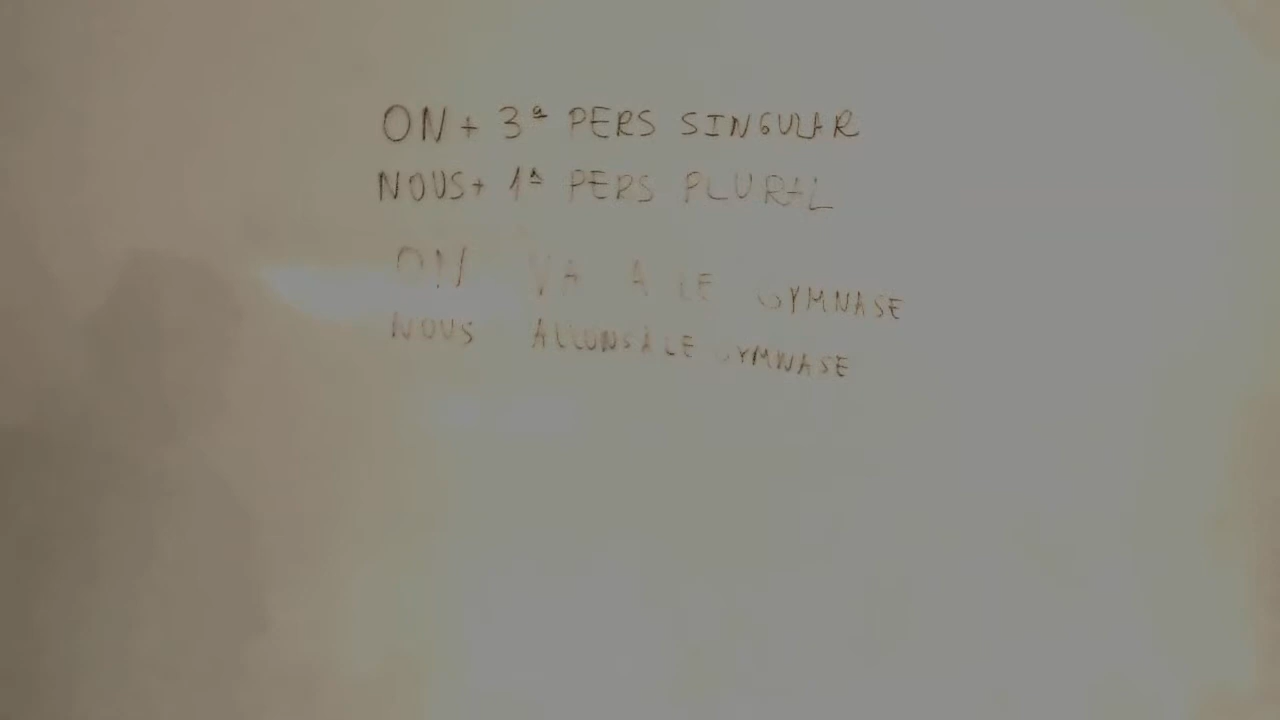 ON + 3ª PERS SINGULAR
NOUS + 1ª PERS PLURAL
ON VA A LE GYMNASE
NOUS ALLONS A LE GYMNASE